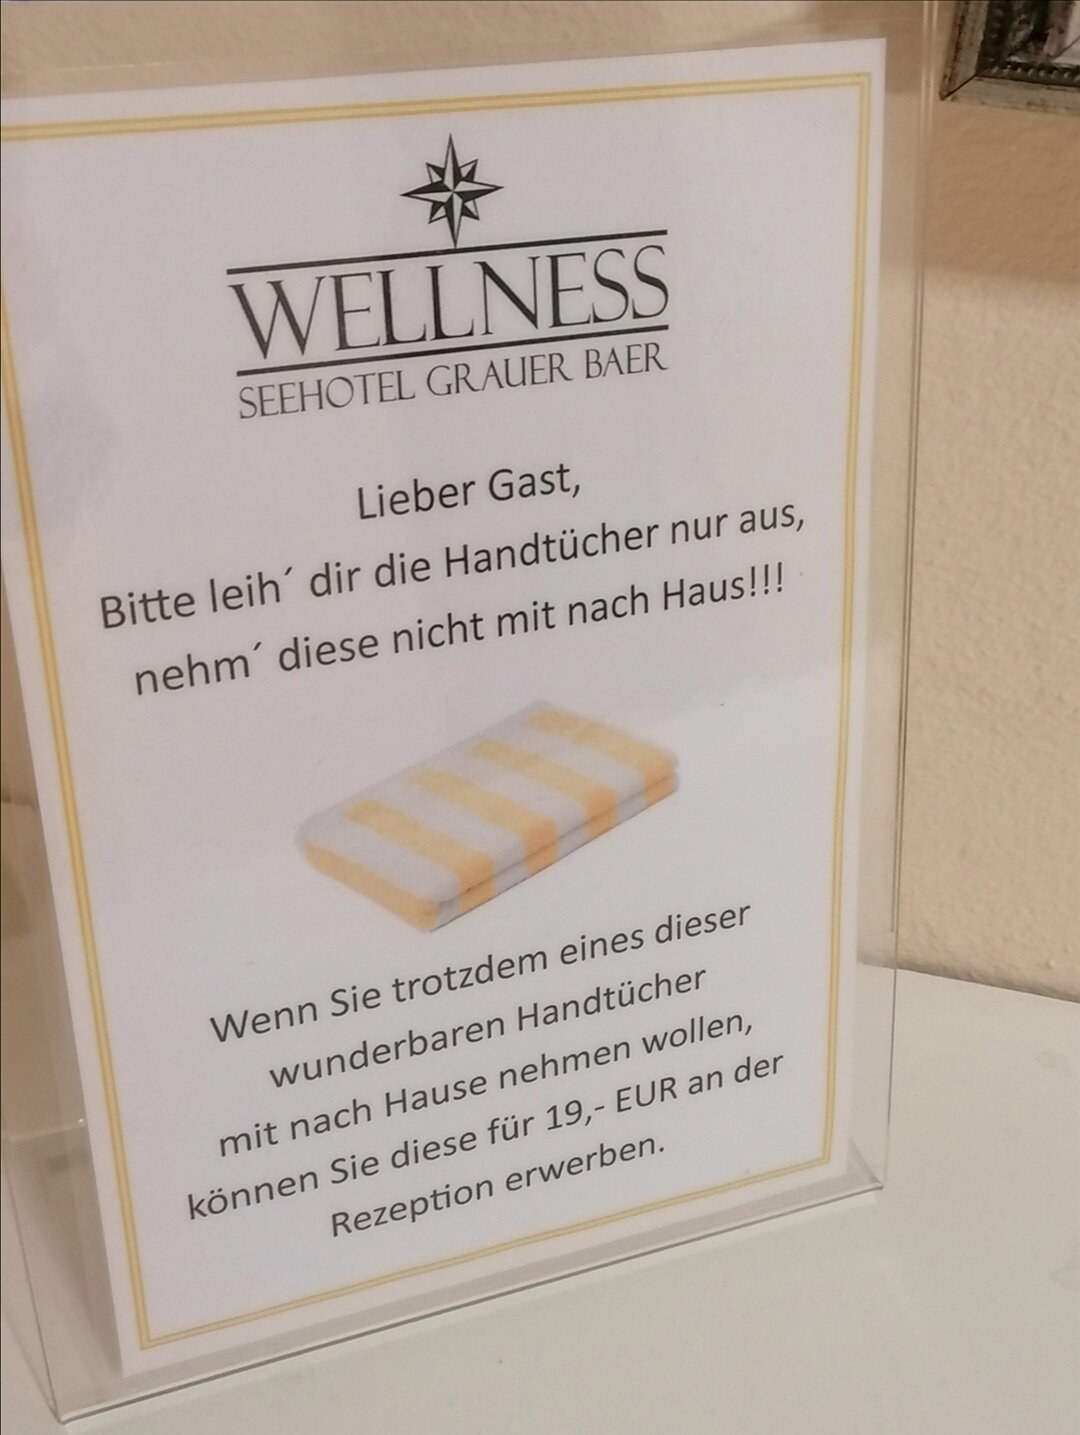 WELLNESS
SEEHOTEL GRAUER BAER
Lieber Gast,
Bitte leih´ dir die Handtücher nur aus,
nehm´ diese nicht mit nach Haus!!!
Wenn Sie trotzdem eines dieser
wunderbaren Handtücher
mit nach Hause nehmen wollen,
können Sie diese für 19,- EUR an der
Rezeption erwerben.